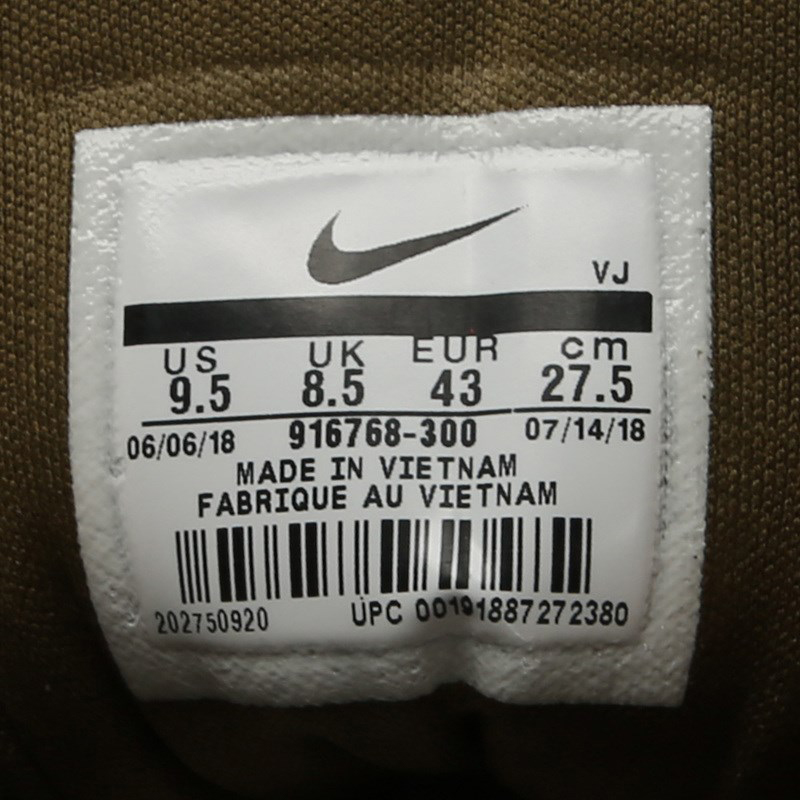 VJ
US UK EUR cm
9.5 8.5 43 27.5
06/06/18 916768-300 07/14/18
MADE IN VIETNAM
FABRIQUE AU VIETNAM
202750920 UPC 00191887272380